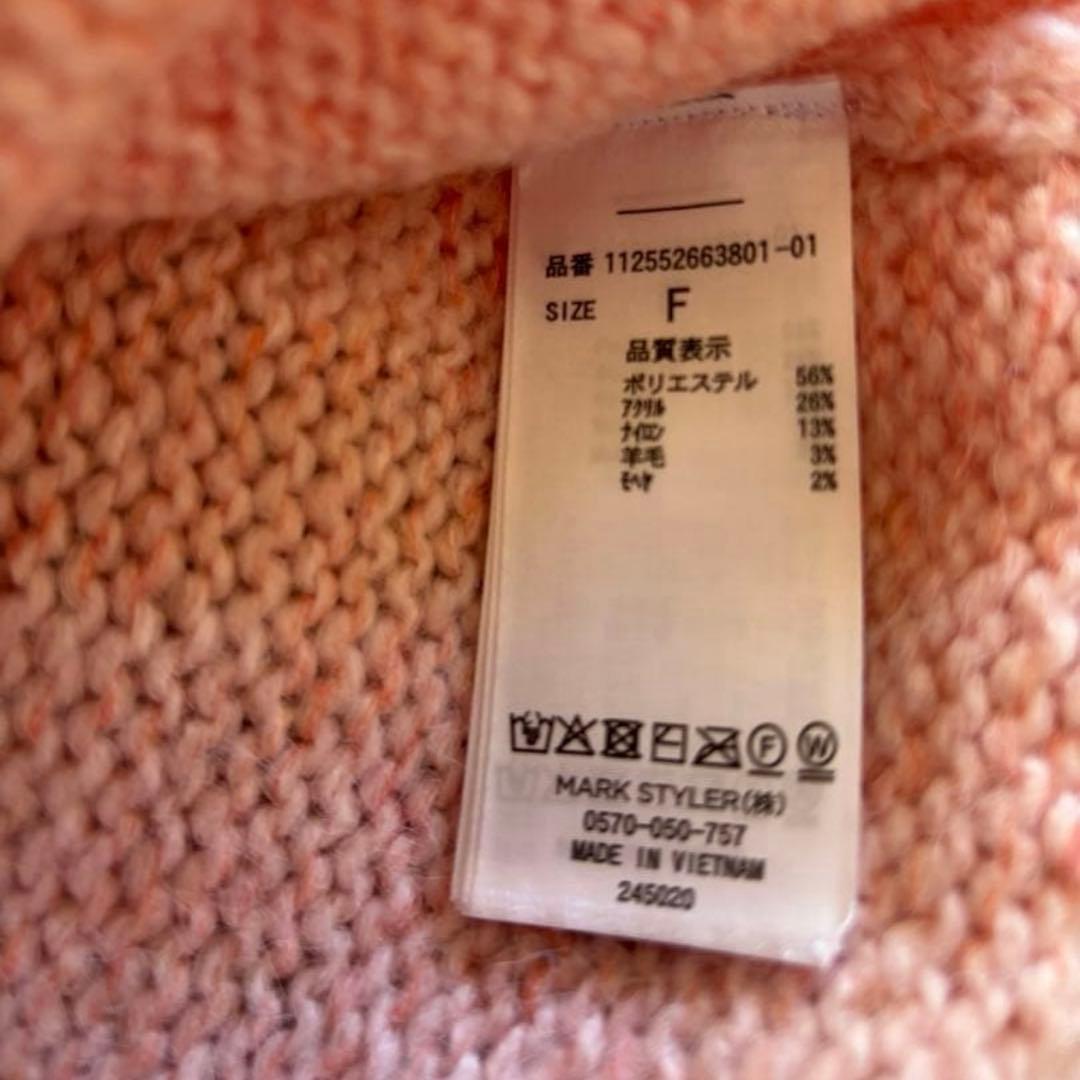 品番 112552663801-01
SIZE F
品質表示
ポリエステル 56%
アクリル 26%
ナイロン 13%
羊毛 3%
モヘヤ 2%
F W
MARK STYLER(株)
0570-050-757
MADE IN VIETNAM
245020